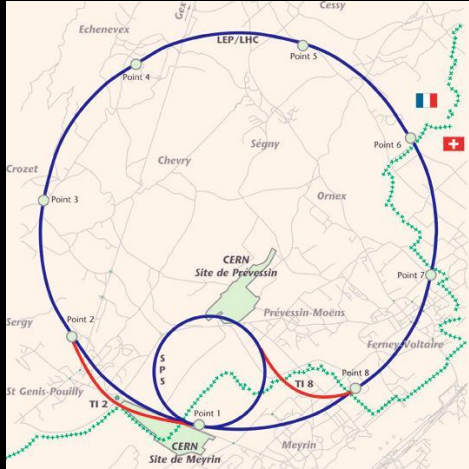 Cessy
Gex
Echenevex
LEP/LHC
Point 5
Point 4
Point 6
Ségny
Chevry
Crozet
Point 3
Ornex
CERN
Site de Prévessin
Point 7
Prévessin-Moëns
Point 2
Sergy
Ferney-Voltaire
SPS
St Genis-Pouilly
TI 2
TI 8
Point 8
Point 1
CERN
Site de Meyrin
Meyrin